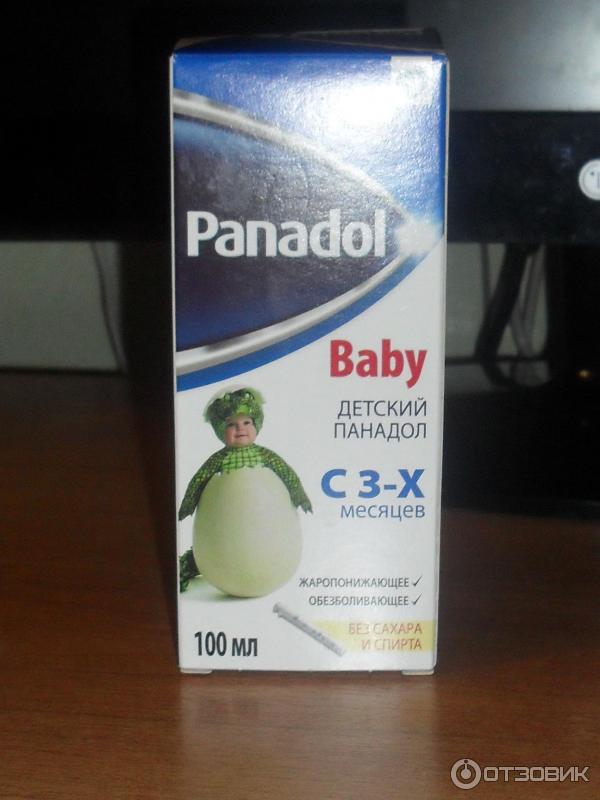 Panadol
Baby
ДЕТСКИЙ
ПАНАДОЛ
С 3-Х
месяцев
ЖАРОПОНИЖАЮЩЕЕ ✓
ОБЕЗБОЛИВАЮЩЕЕ ✓
БЕЗ САХАРА
И СПИРТА
100 мл
ОТЗОВИК